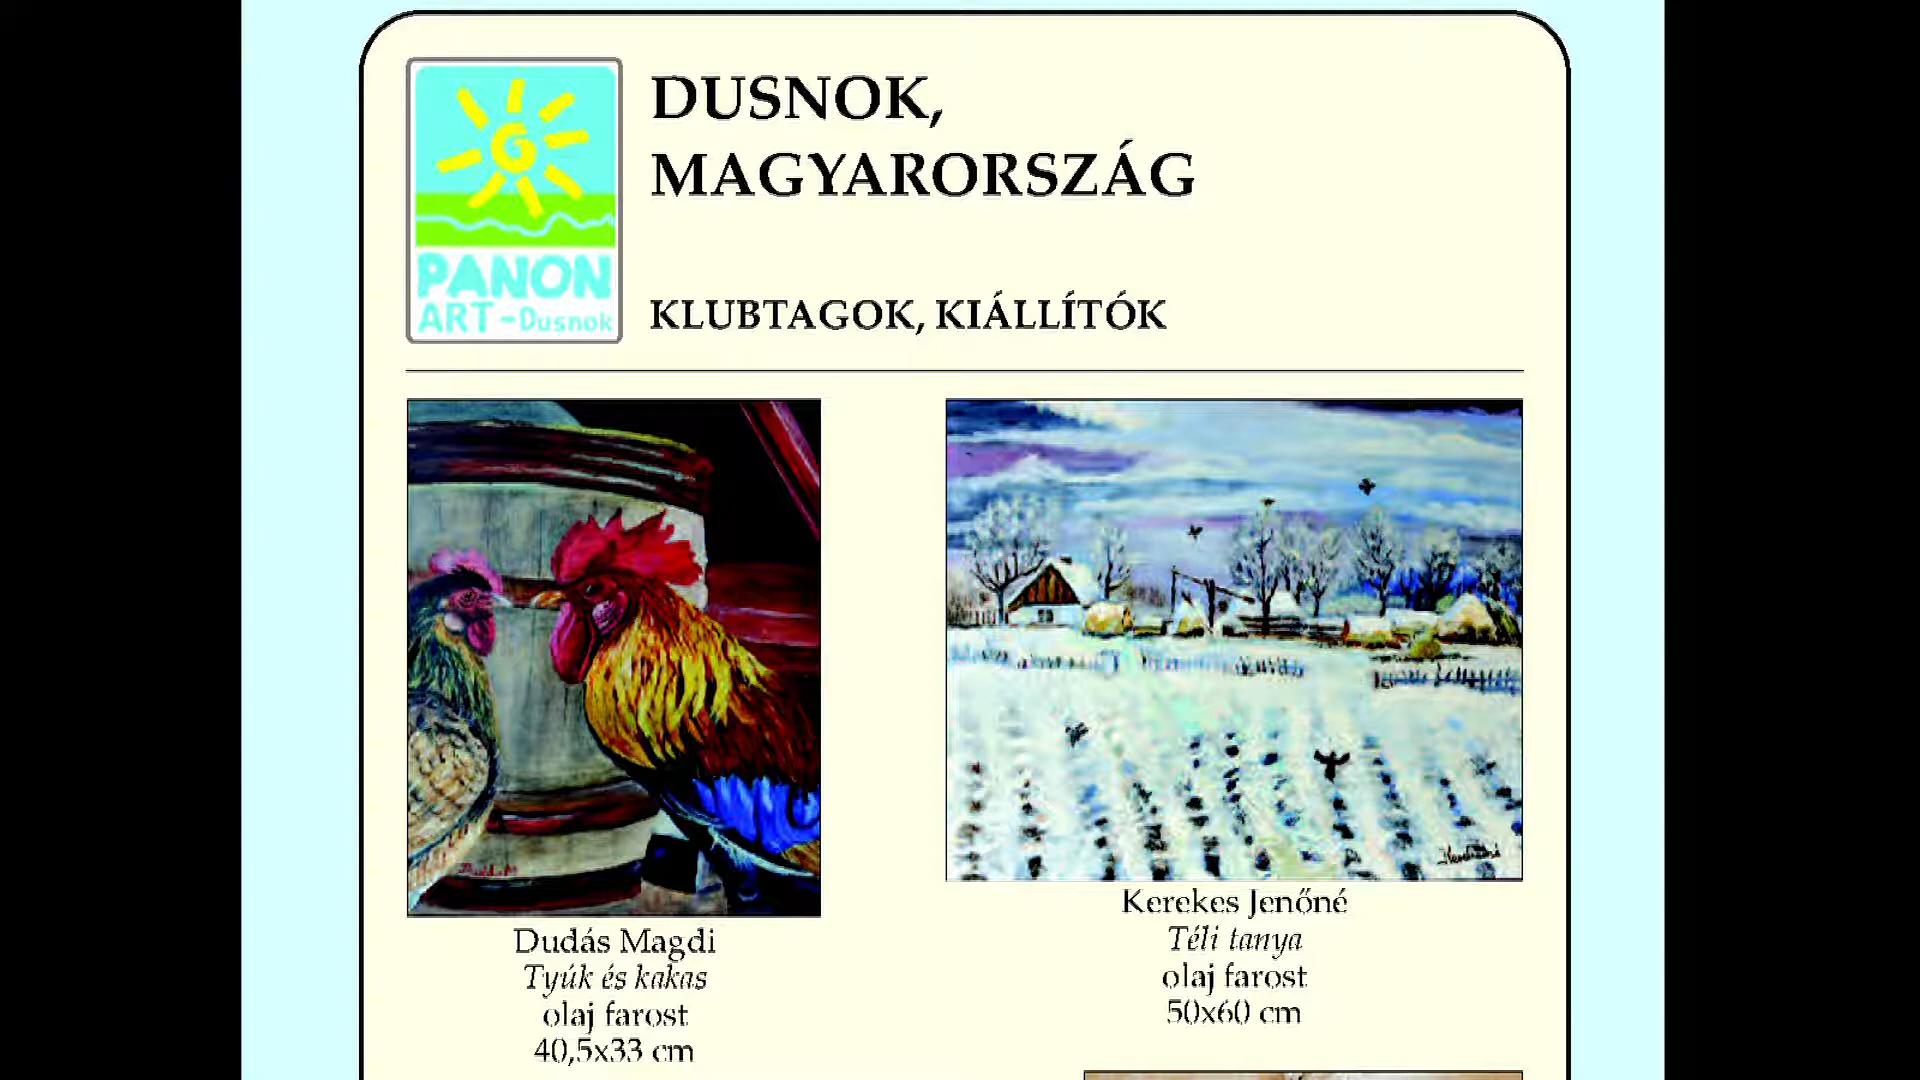 DUSNOK,
MAGYARORSZÁG
PANON
ART - Dusnok
KLUBTAGOK, KIÁLLÍTÓK
Dudás Magdi
Tyúk és kakas
olaj farost
40,5x33 cm
Kerekes Jenőné
Téli tanya
olaj farost
50x60 cm